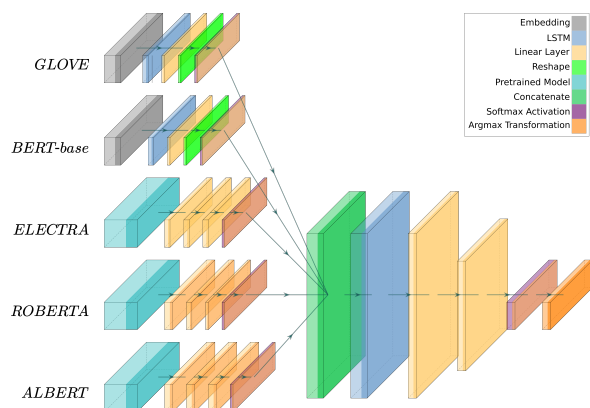 GLOVE
BERT-base
ELECTRA
ROBERTA
ALBERT
Embedding
LSTM
Linear Layer
Reshape
Pretrained Model
Concatenate
Softmax Activation
Argmax Transformation